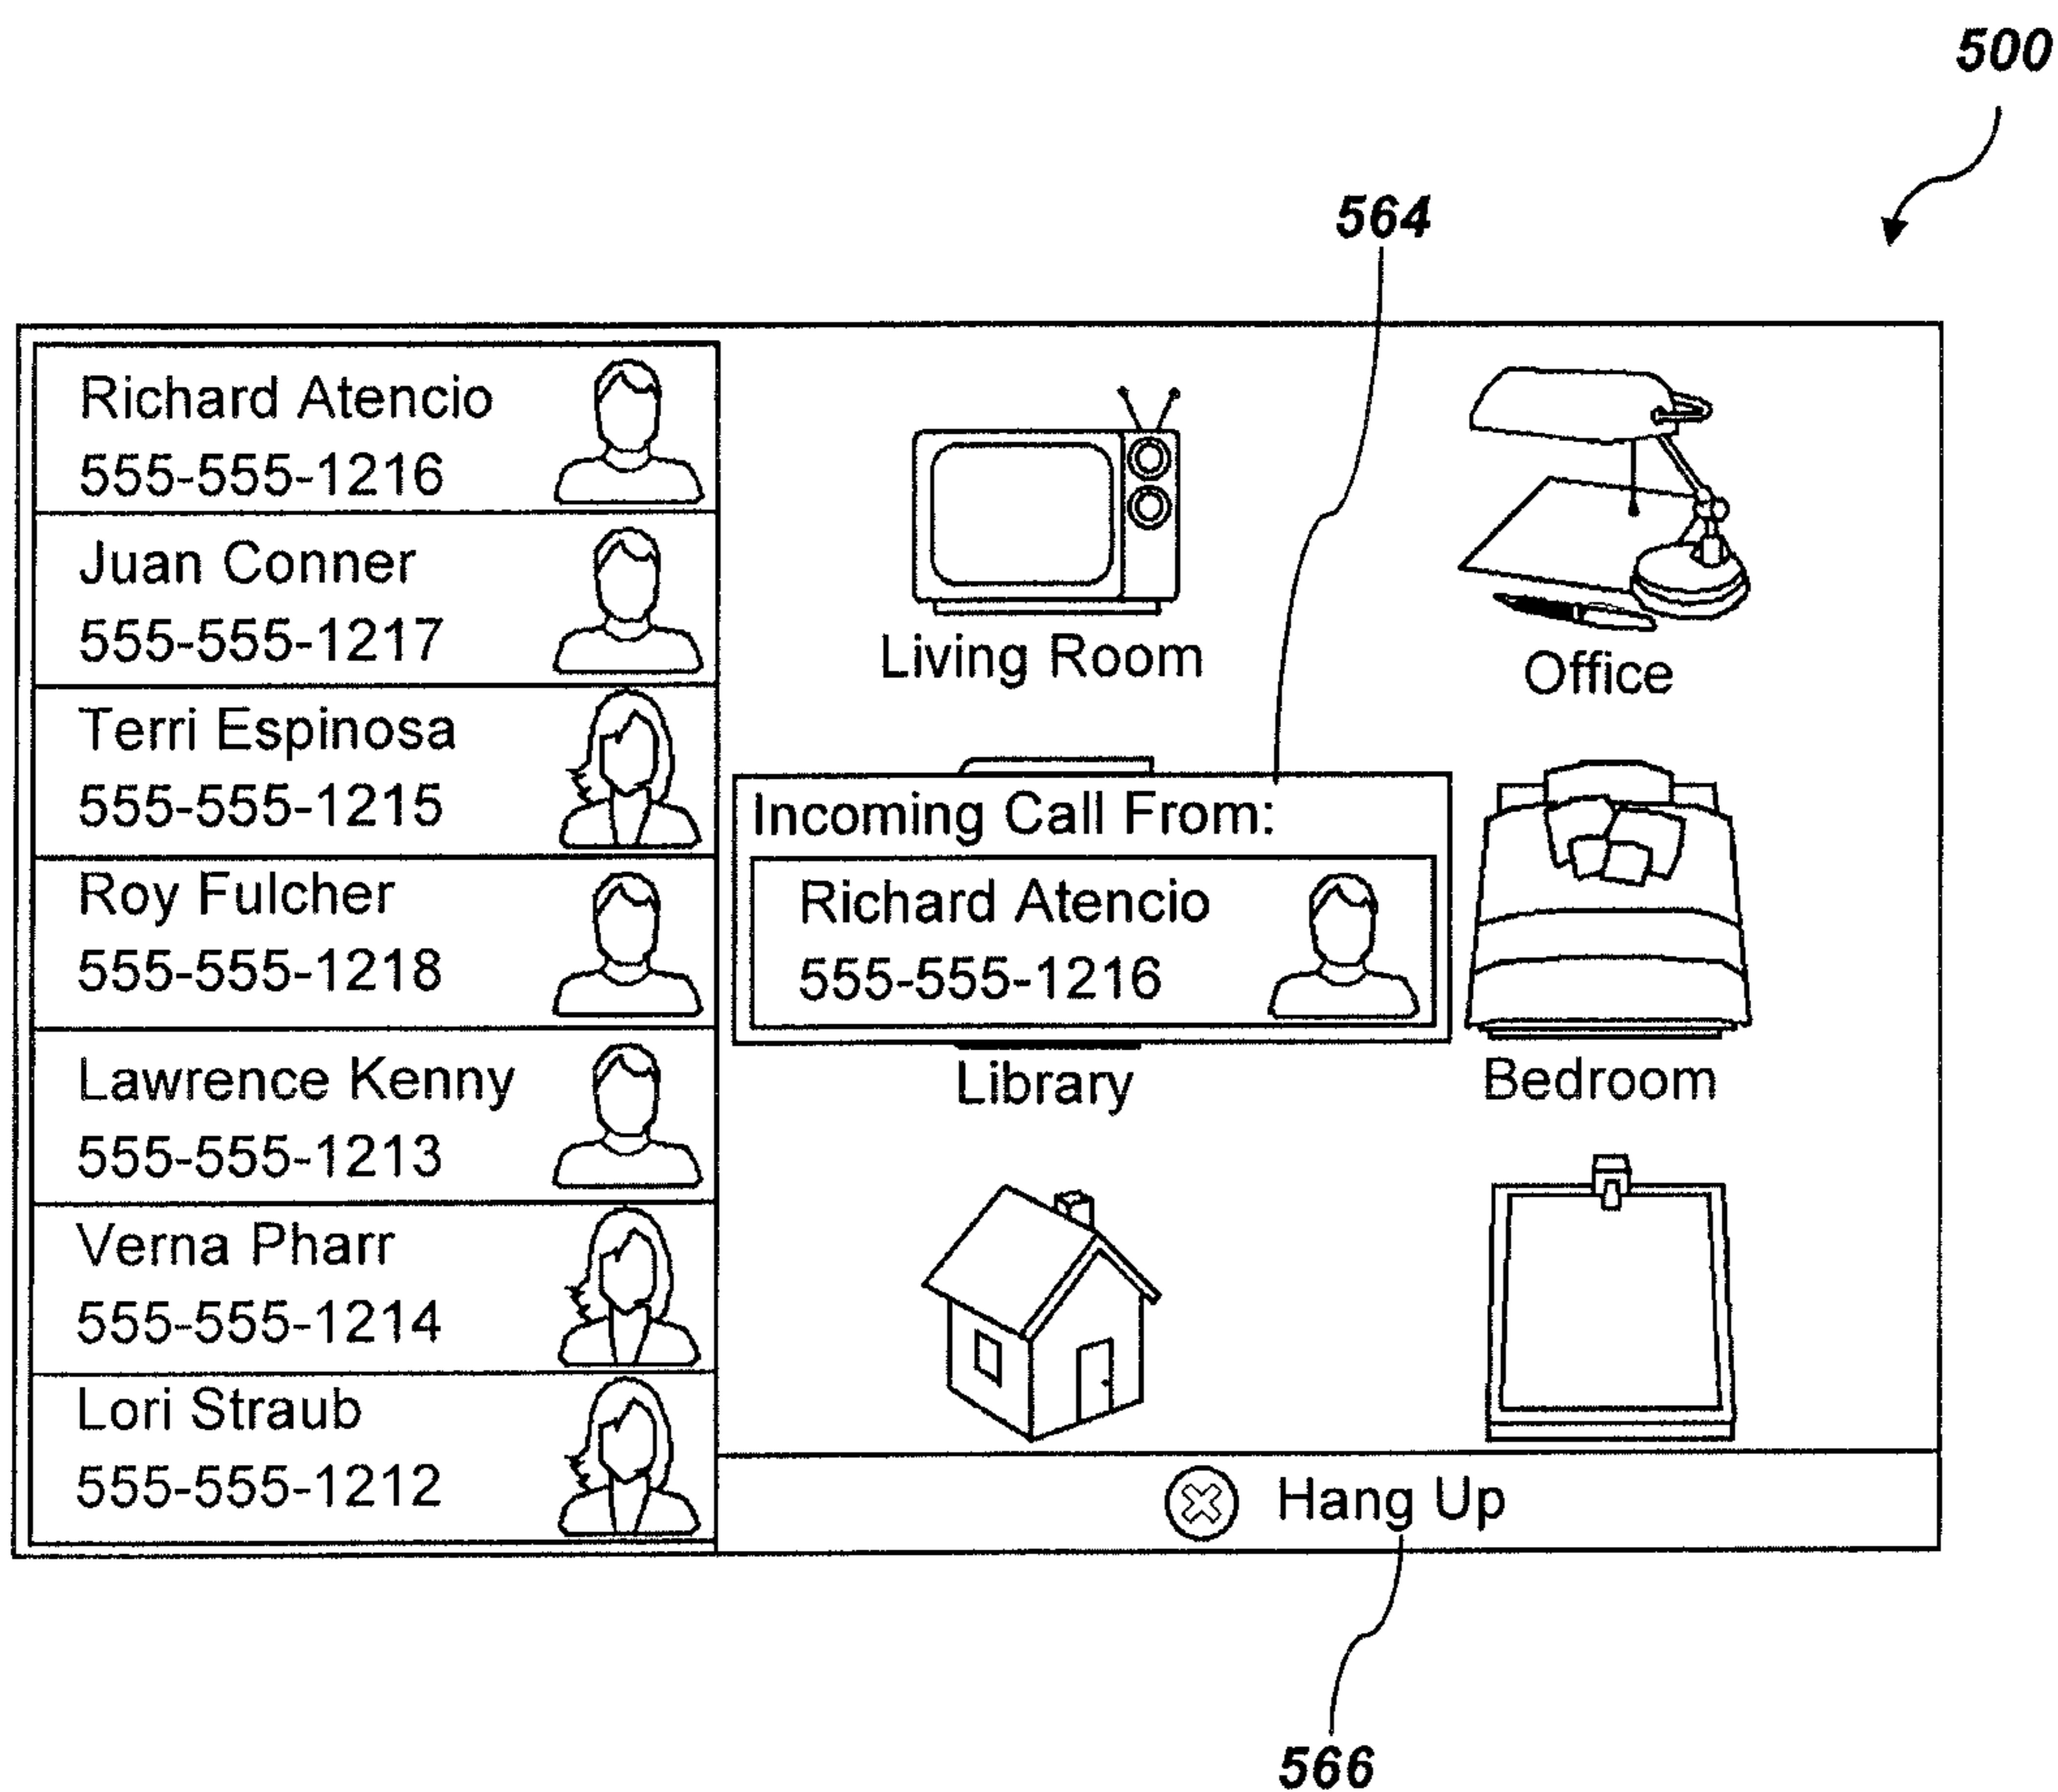 500
564
Richard Atencio
555-555-1216
Juan Conner
555-555-1217
Terri Espinosa
555-555-1215
Roy Fulcher
555-555-1218
Lawrence Kenny
555-555-1213
Verna Pharr
555-555-1214
Lori Straub
555-555-1212
Living Room
Office
Incoming Call From:
Richard Atencio
555-555-1216
Library
Bedroom
Hang Up
566